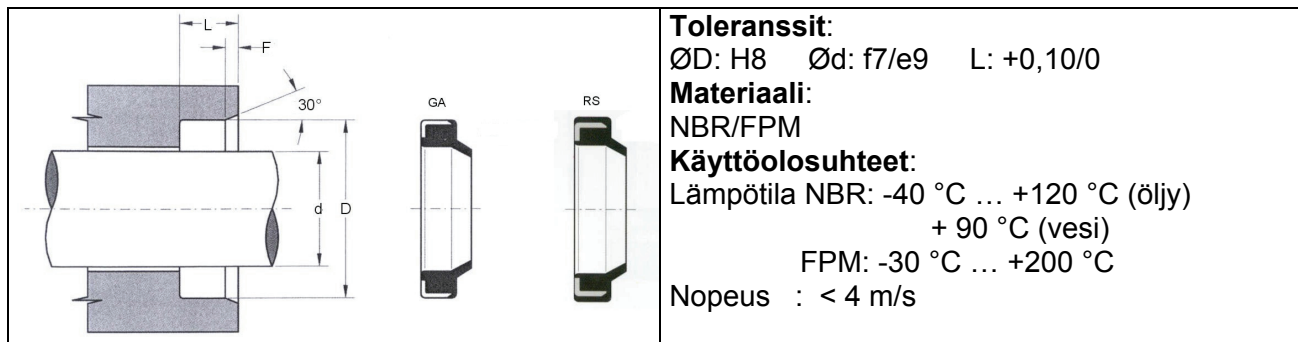 L
F
30°
GA
RS
d
D
Toleranssit:
ØD: H8 Ød: f7/e9 L: +0,10/0
Materiaali:
NBR/FPM
Käyttöolosuhteet:
Lämpötila NBR: -40 °C … +120 °C (öljy)
+ 90 °C (vesi)
FPM: -30 °C … +200 °C
Nopeus : < 4 m/s